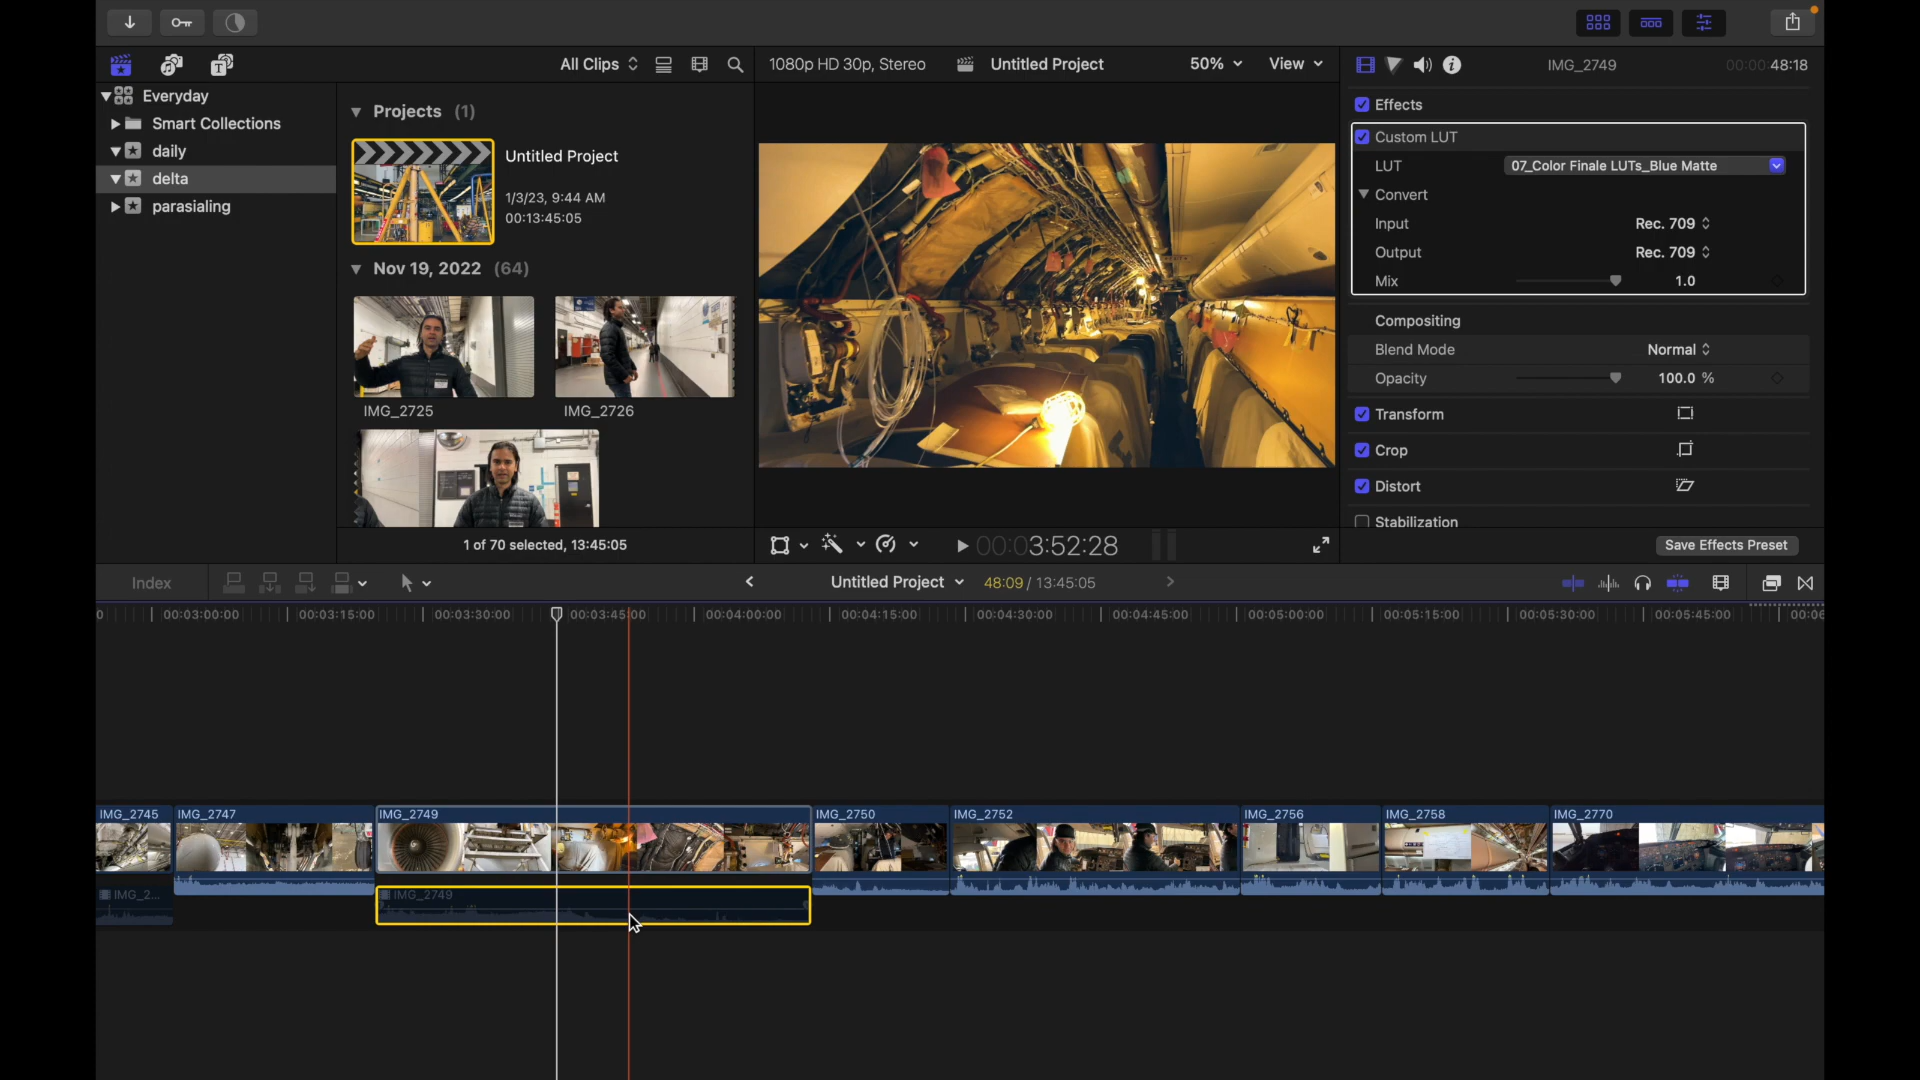 All Clips
1080p HD 30p, Stereo
Untitled Project
50%
View
IMG_2749
00:00:48:18
Everyday
Smart Collections
daily
delta
parasialing
Projects (1)
Untitled Project
1/3/23, 9:44 AM
00:13:45:05
Nov 19, 2022 (64)
IMG_2725
IMG_2726
1 of 70 selected, 13:45:05
00:03:52:28
Effects
Custom LUT
LUT
07_Color Finale LUTs_Blue Matte
Convert
Input
Rec. 709
Output
Rec. 709
Mix
1.0
Compositing
Blend Mode
Normal
Opacity
100.0 %
Transform
Crop
Distort
Stabilization
Save Effects Preset
Index
Untitled Project
48:09 / 13:45:05
00:03:00:00
00:03:15:00
00:03:30:00
00:03:45:00
00:04:00:00
00:04:15:00
00:04:30:00
00:04:45:00
00:05:00:00
00:05:15:00
00:05:30:00
00:05:45:00
00:06
IMG_2745
IMG_2747
IMG_2749
IMG_2750
IMG_2752
IMG_2756
IMG_2758
IMG_2770
IMG_2...
IMG_2749